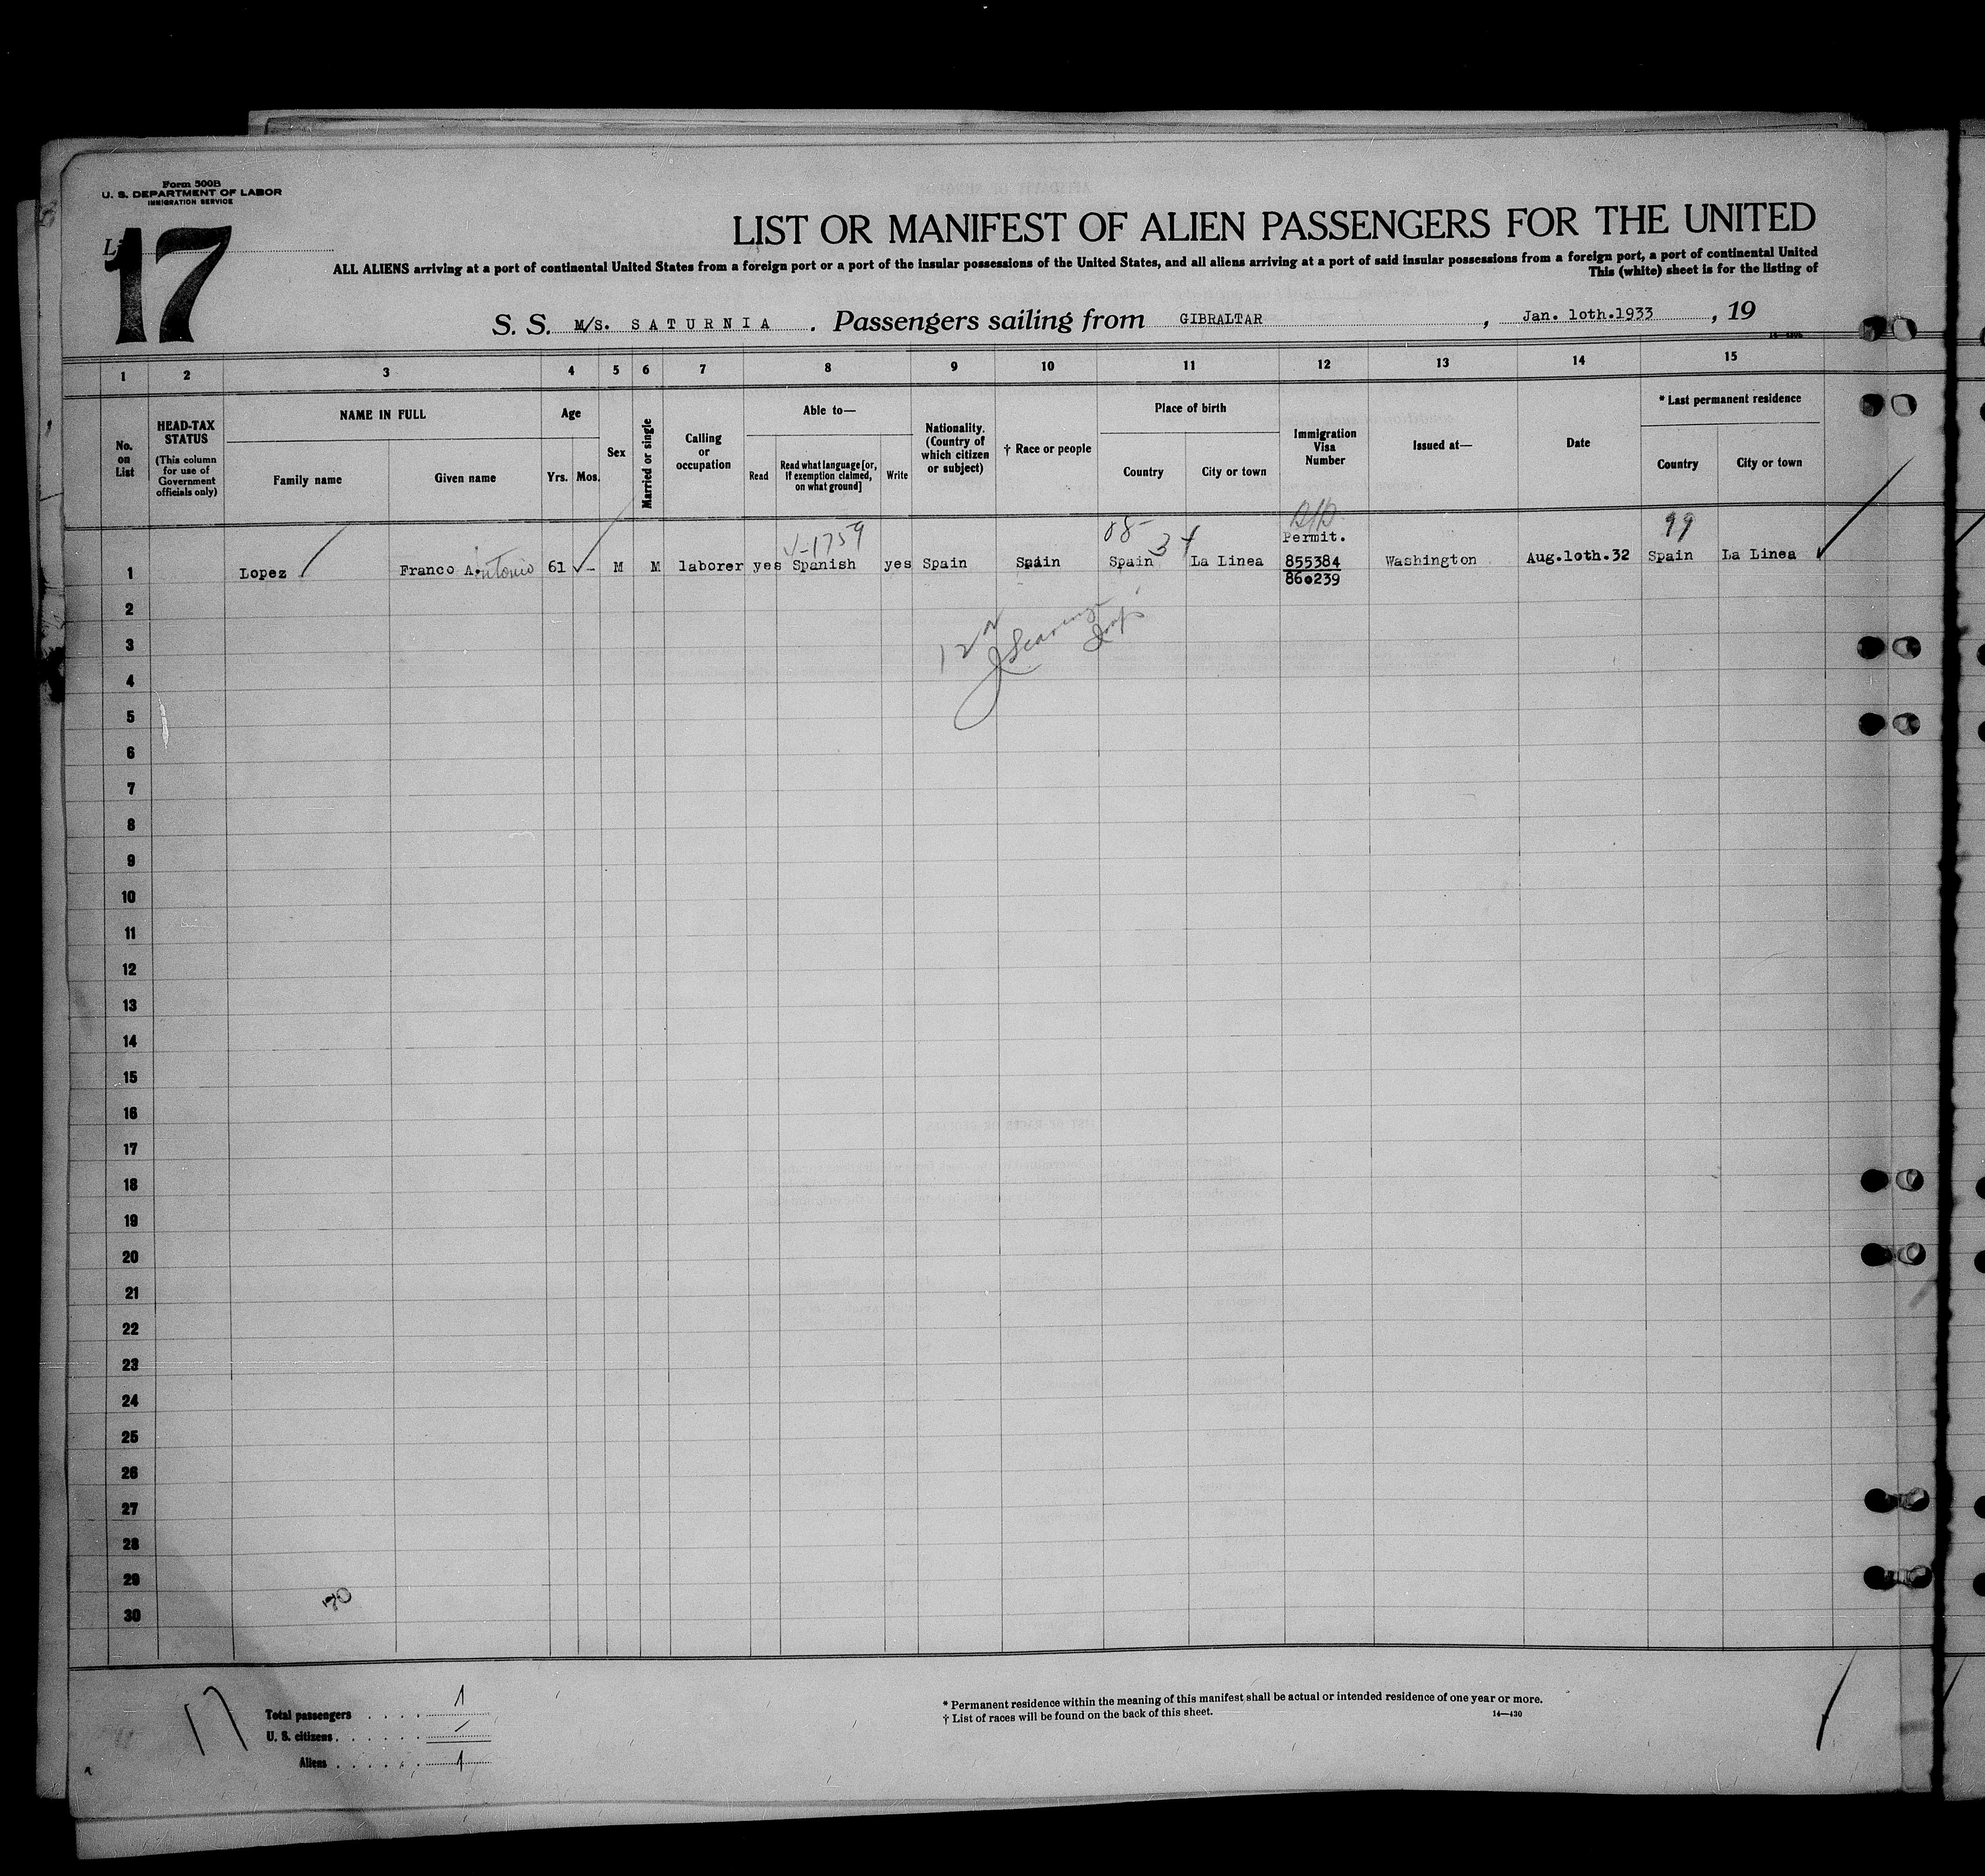 Form 500B
U. S. DEPARTMENT OF LABOR
IMMIGRATION SERVICE
17
LIST OR MANIFEST OF ALIEN PASSENGERS FOR THE UNITED
ALL ALIENS arriving at a port of continental United States from a foreign port or a port of the insular possessions of the United States, and all aliens arriving at a port of said insular possessions from a foreign port, a port of continental United
This (white) sheet is for the listing of
S. S. M/S. SATURNIA . Passengers sailing from GIBRALTAR , Jan. 1oth.1933 , 19
1 2 3 4 5 6 7 8 9 10 11 12 13 14 15
No. on List
HEAD-TAX STATUS (This column for use of Government officials only)
NAME IN FULL
Family name Given name
Age
Yrs. Mos.
Sex
Married or single
Calling or occupation
Able to—
Read Read what language [or, if exemption claimed, on what ground] Write
Nationality. (Country of which citizen or subject)
† Race or people
Place of birth
Country City or town
Immigration Visa Number
Issued at—
Date
* Last permanent residence
Country City or town
V-1759 08- 34 99
Permit.
1 Lopez Franco Antonio 61 - M M laborer yes Spanish yes Spain Spain Spain La Linea 855384 Washington Aug.1oth.32 Spain La Linea
86o239
2
3
4
5
6
7
8
9
10
11
12
13
14
15
16
17
18
19
20
21
22
23
24
25
26
27
28
29
30
17
Total passengers . . . . 1
U. S. citizens . . . . . . /
Aliens . . . . . . 1
* Permanent residence within the meaning of this manifest shall be actual or intended residence of one year or more.
† List of races will be found on the back of this sheet.
14—430